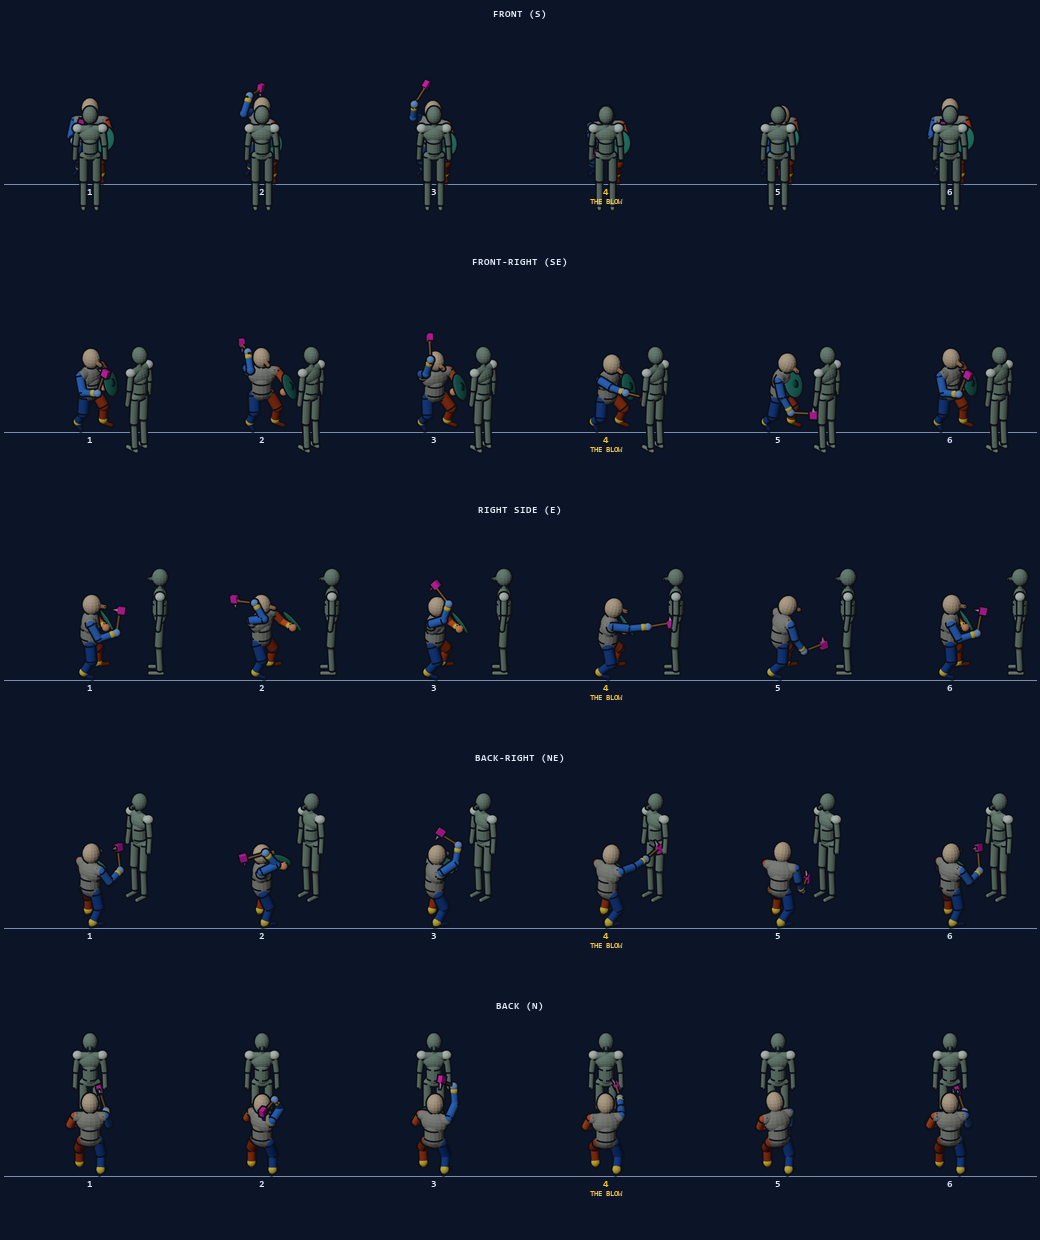 FRONT (S)
1 2 3 4 5 6
THE BLOW
FRONT-RIGHT (SE)
1 2 3 4 5 6
THE BLOW
RIGHT SIDE (E)
1 2 3 4 5 6
THE BLOW
BACK-RIGHT (NE)
1 2 3 4 5 6
THE BLOW
BACK (N)
1 2 3 4 5 6
THE BLOW